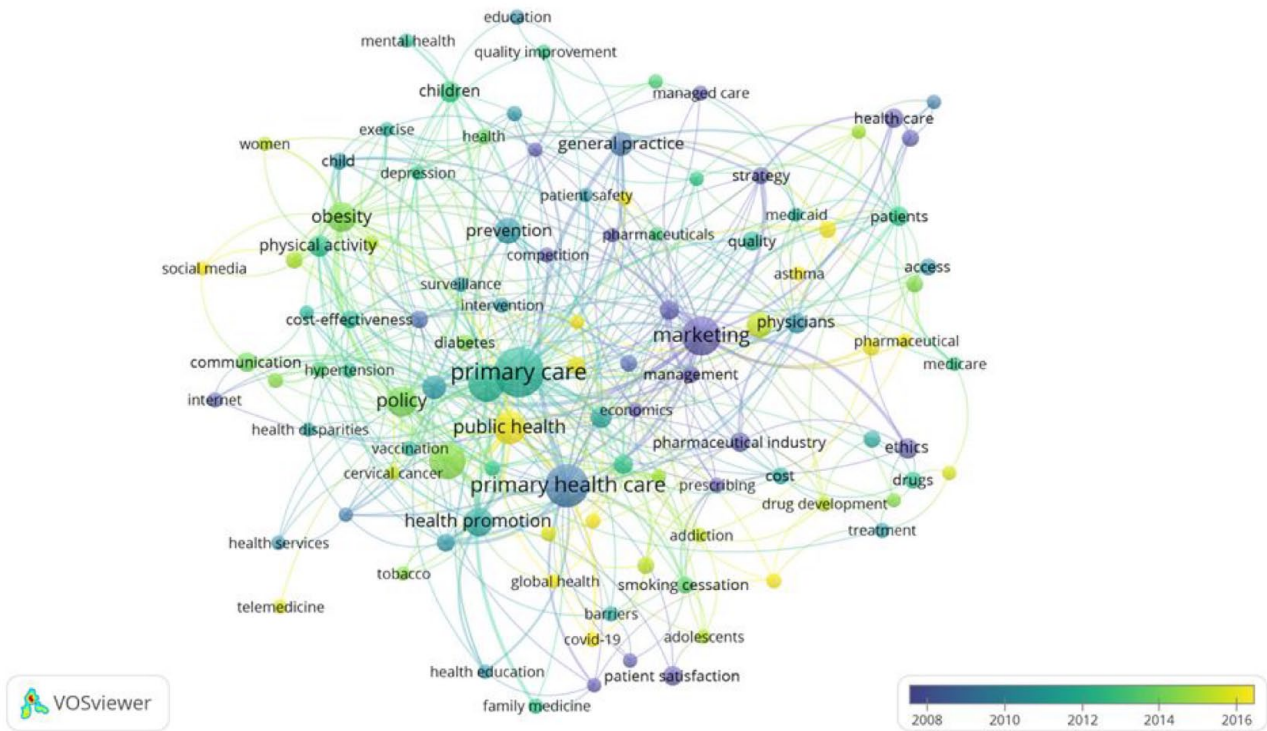 education
mental health
quality improvement
children
managed care
health care
exercise
health
general practice
women
child
depression
strategy
patient safety
obesity
medicaid
patients
prevention
pharmaceuticals
quality
physical activity
competition
social media
asthma
access
surveillance
intervention
cost-effectiveness
physicians
marketing
diabetes
pharmaceutical
communication
hypertension
primary care
management
medicare
internet
policy
economics
health disparities
public health
vaccination
pharmaceutical industry
ethics
cervical cancer
primary health care
prescribing
cost
drugs
drug development
health promotion
treatment
addiction
health services
tobacco
global health
smoking cessation
telemedicine
barriers
covid-19
adolescents
health education
patient satisfaction
family medicine
VOSviewer
2008 2010 2012 2014 2016